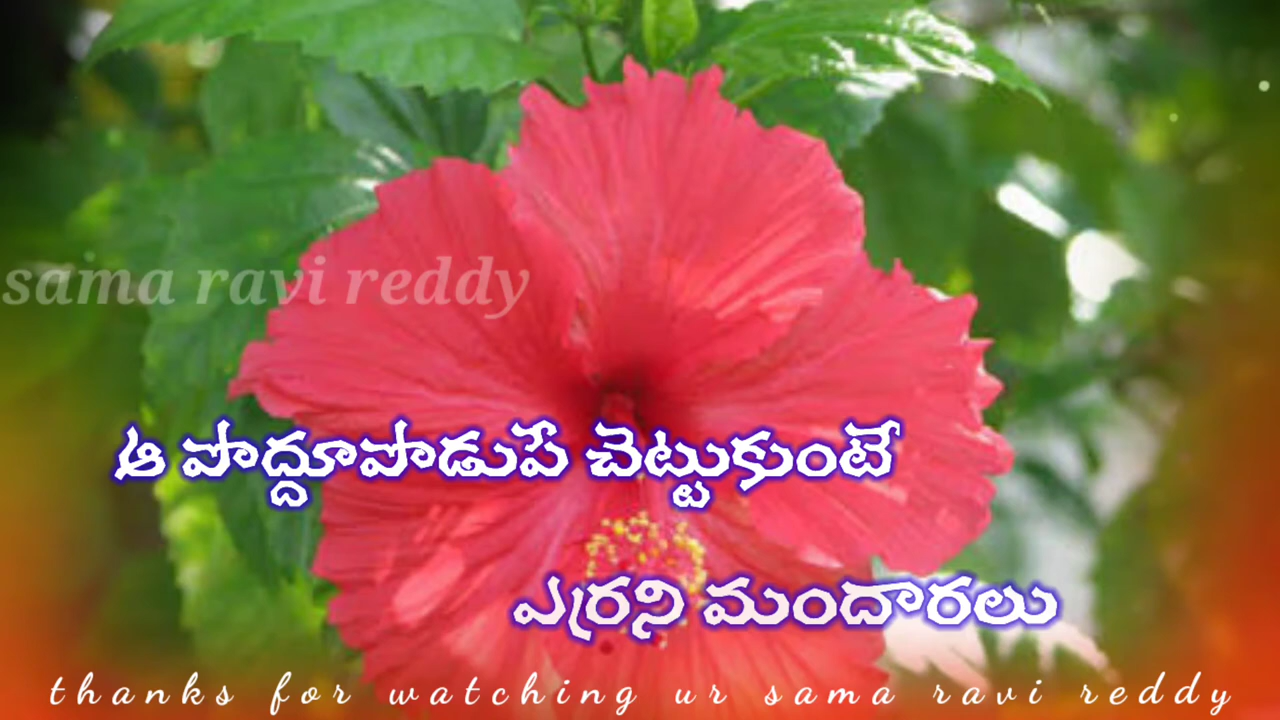 sama ravi reddy
ఆ పొద్దూపొడుపే చెట్టుకుంటే
ఎర్రని మందారలు
thanks for watching ur sama ravi reddy